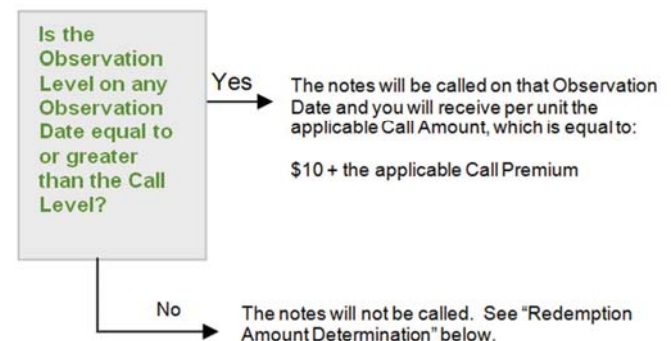 Is the
Observation
Level on any
Observation
Date equal to
or greater
than the Call
Level?
Yes
The notes will be called on that Observation
Date and you will receive per unit the
applicable Call Amount, which is equal to:
$10 + the applicable Call Premium
No
The notes will not be called. See “Redemption
Amount Determination” below.